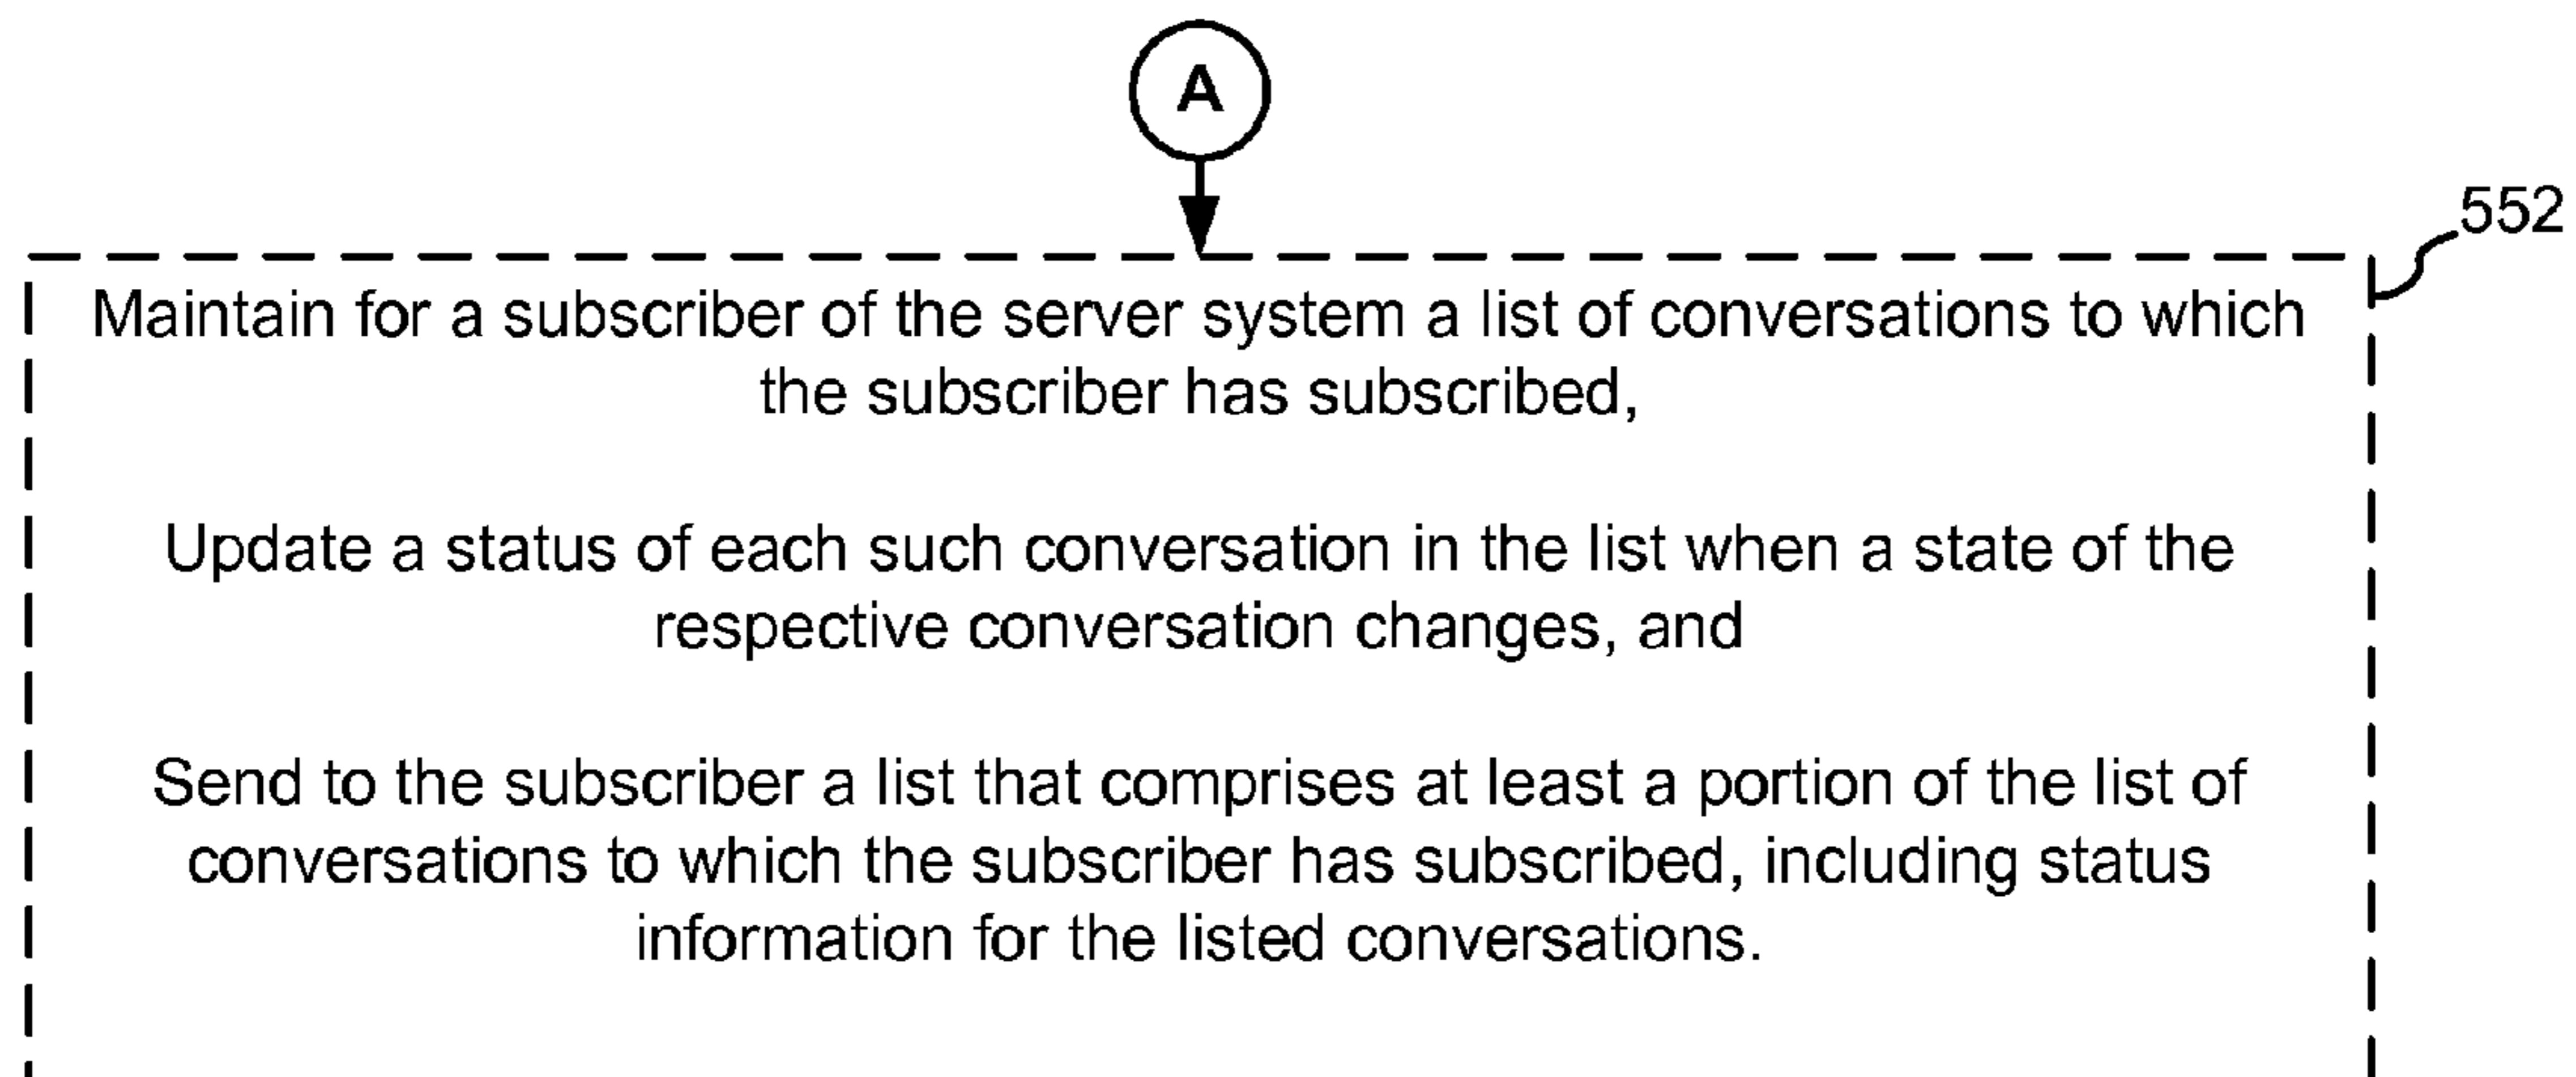 A
552
Maintain for a subscriber of the server system a list of conversations to which
the subscriber has subscribed,
Update a status of each such conversation in the list when a state of the
respective conversation changes, and
Send to the subscriber a list that comprises at least a portion of the list of
conversations to which the subscriber has subscribed, including status
information for the listed conversations.